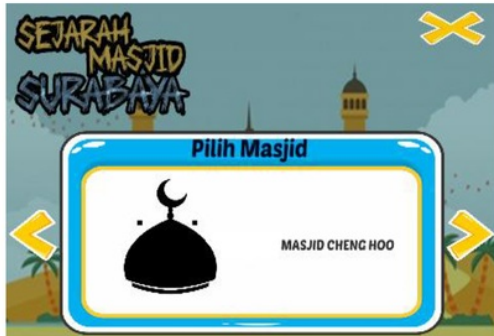 SEJARAH
MASJID
SURABAYA
Pilih Masjid
MASJID CHENG HOO